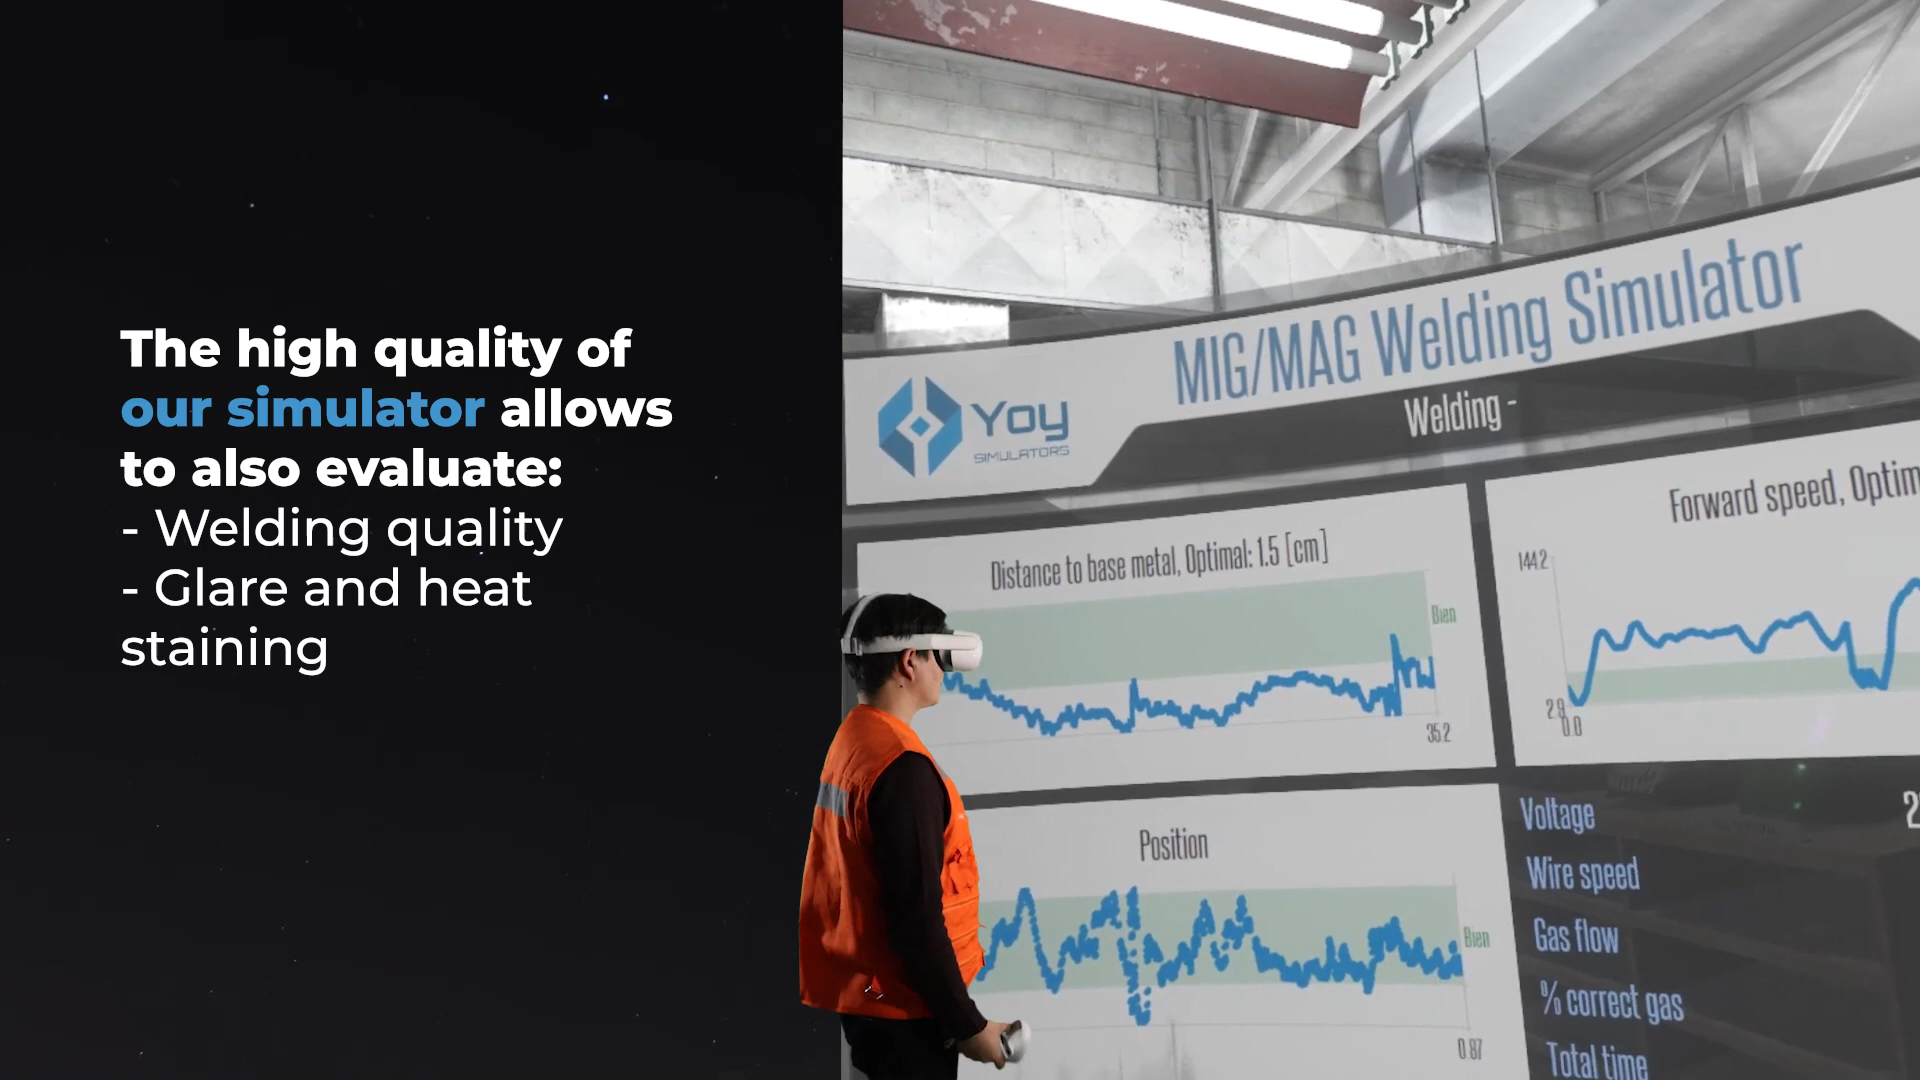 The high quality of
our simulator allows
to also evaluate:
- Welding quality
- Glare and heat
staining
MIG/MAG Welding Simulator
Yoy
SIMULATORS
Welding -
Distance to base metal, Optimal: 1.5 [cm]
Bien
35.2
Forward speed,
144.2
2.9
0.0
Position
Bien
0.87
Voltage
Wire speed
Gas flow
% correct gas
Total time